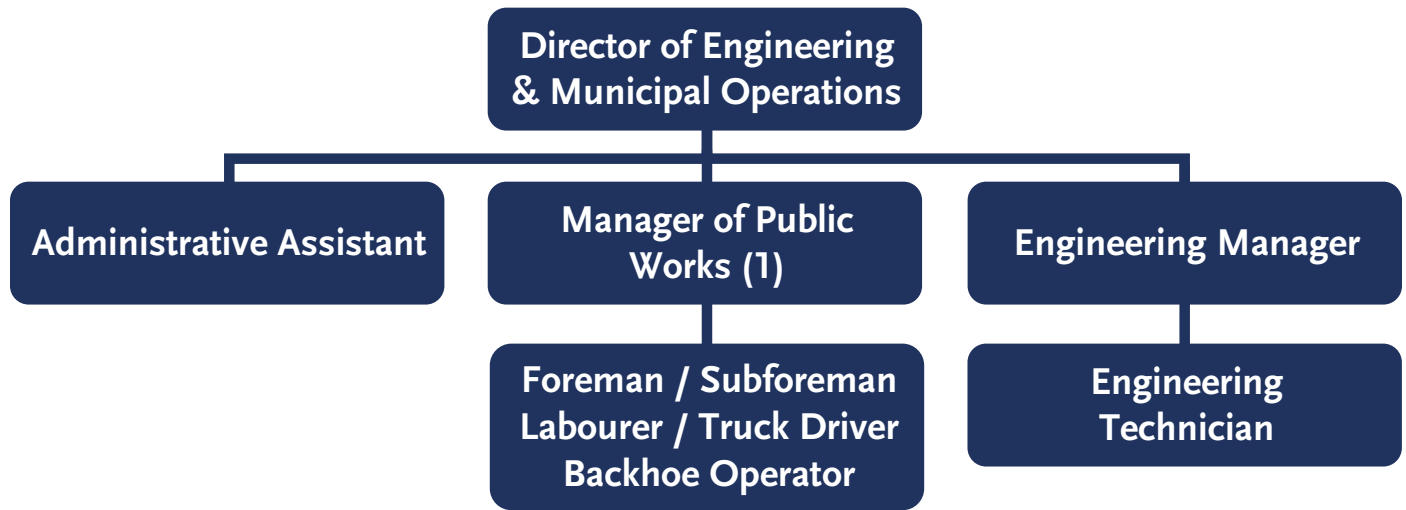 Director of Engineering
& Municipal Operations
Administrative Assistant
Manager of Public
Works (1)
Engineering Manager
Foreman / Subforeman
Labourer / Truck Driver
Backhoe Operator
Engineering
Technician